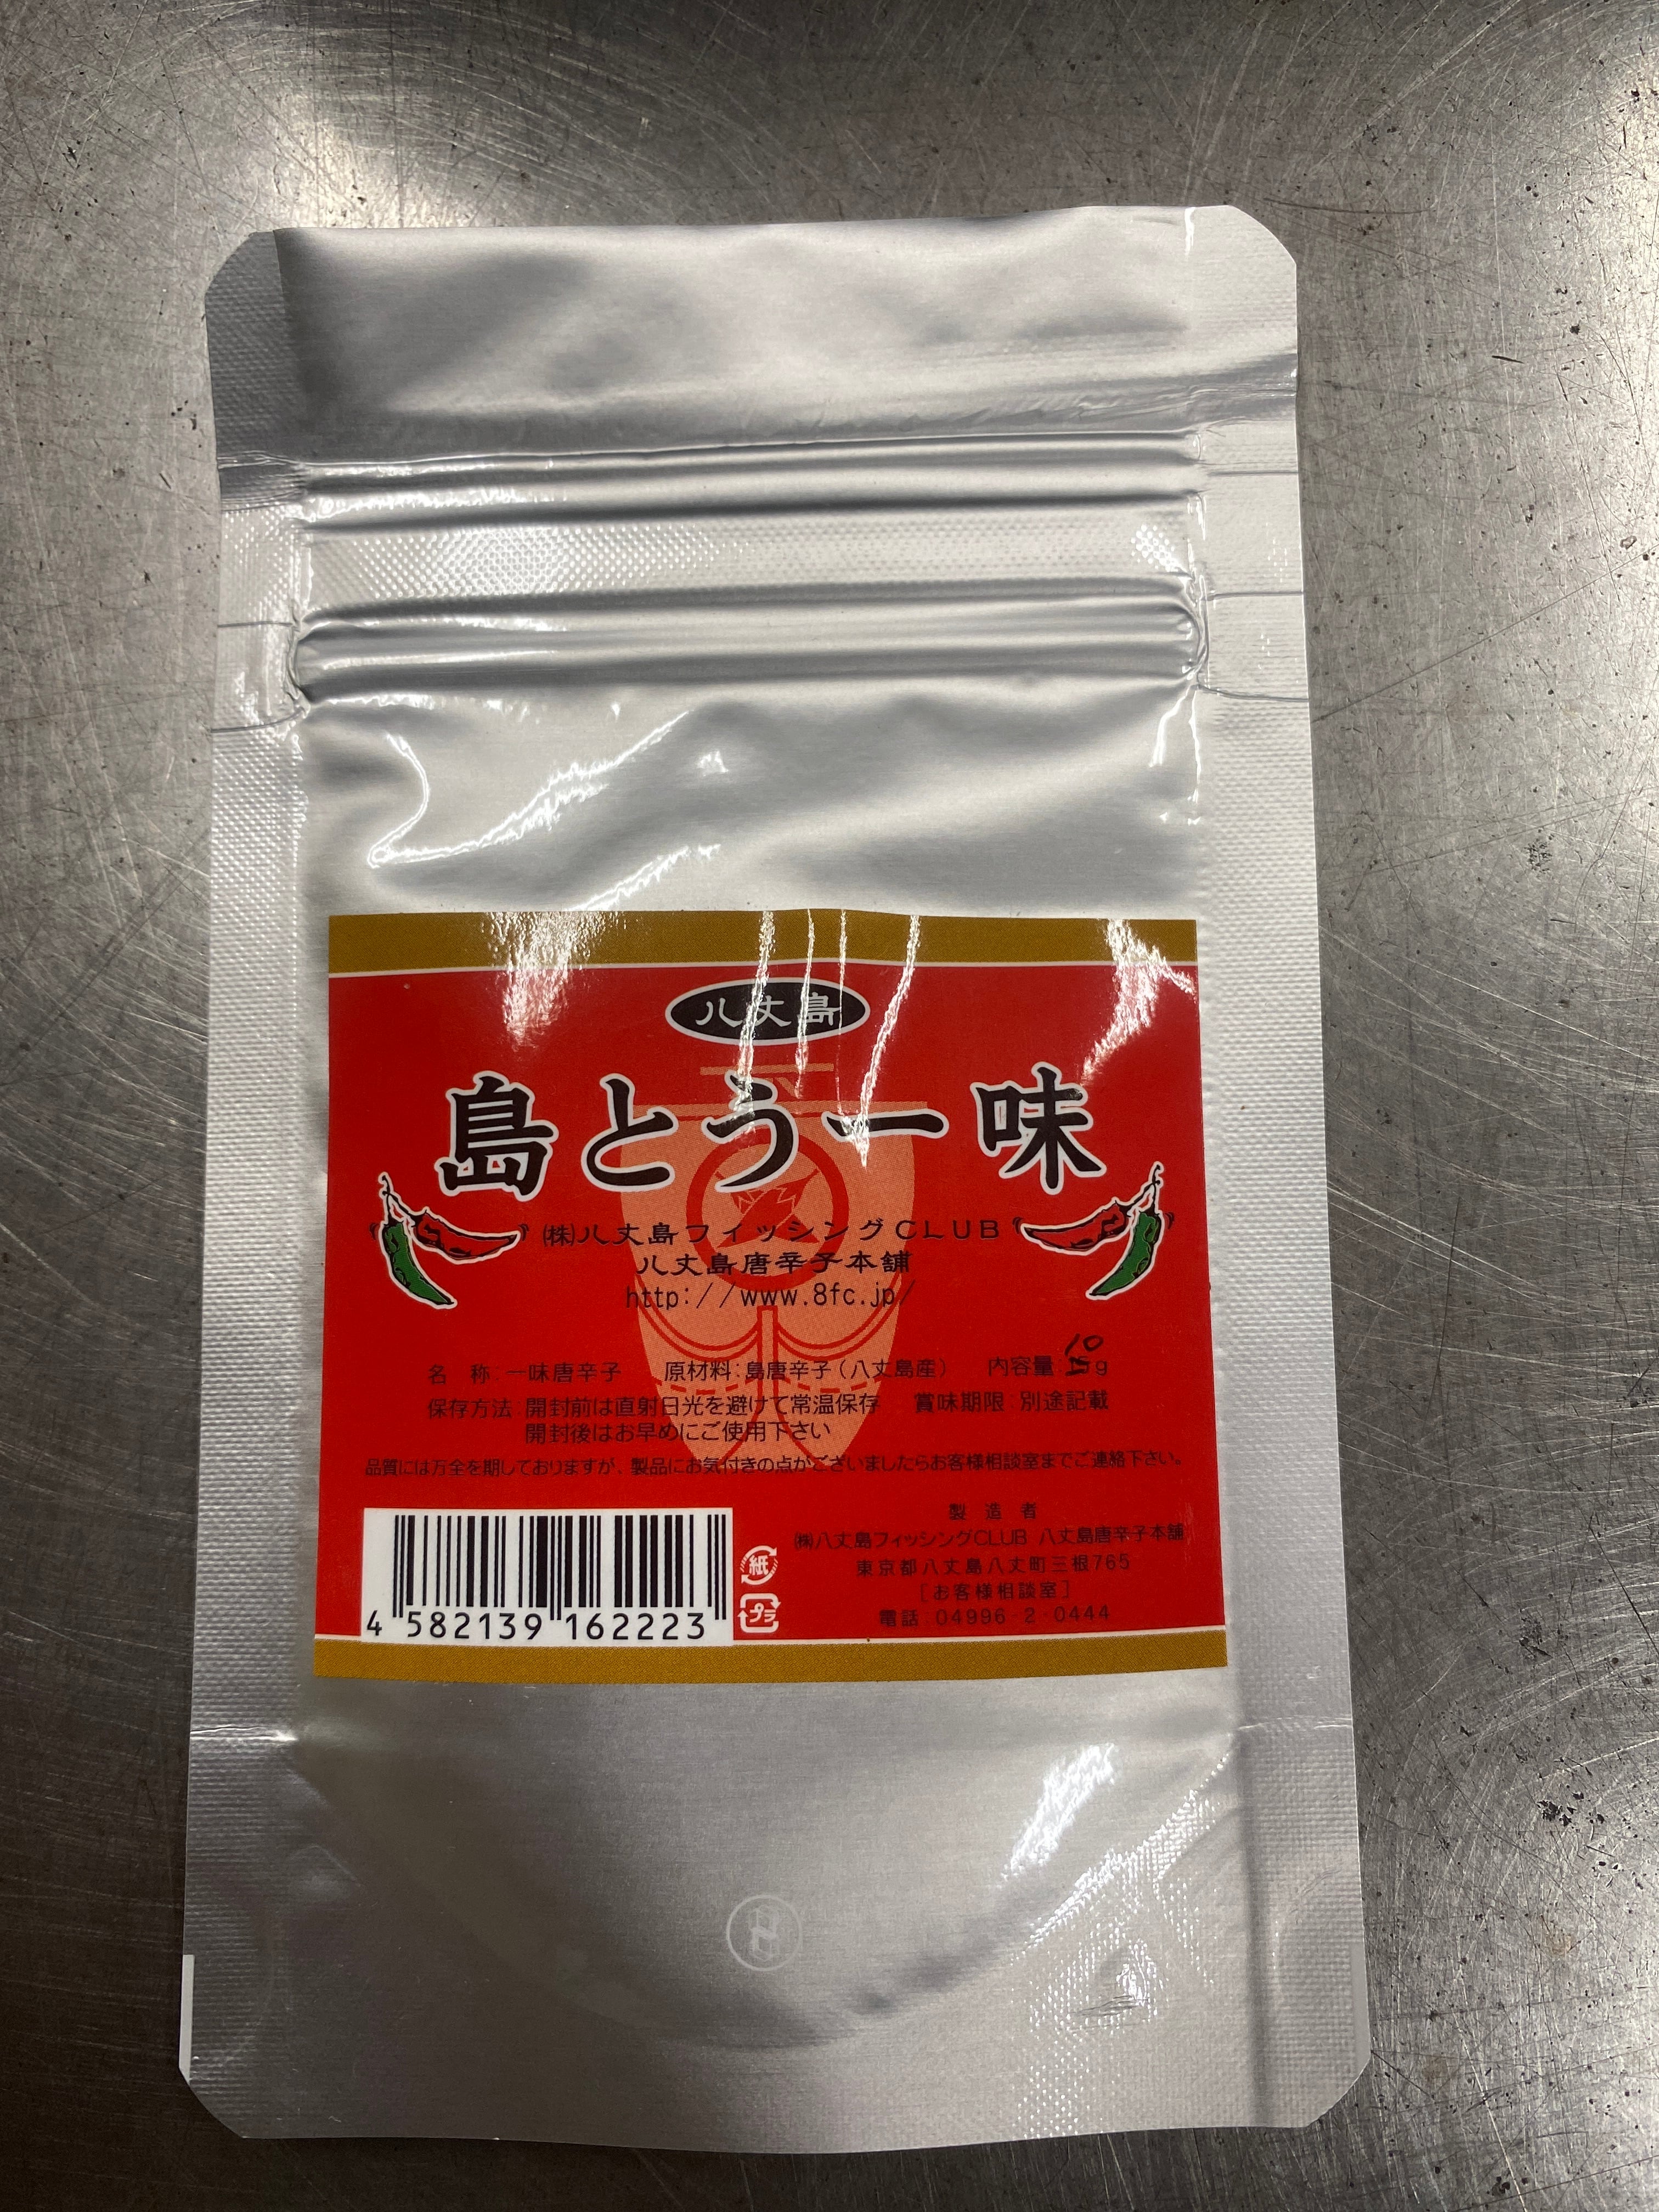 八丈島
島とう一味
㈱八丈島フィッシングCLUB
八丈島唐辛子本舗
http://www.8fc.jp/
名 称:一味唐辛子 原材料:島唐辛子(八丈島産) 内容量:10g
保存方法 開封前は直射日光を避けて常温保存 賞味期限:別途記載
開封後はお早めにご使用下さい
品質には万全を期しておりますが、製品にお気付きの点がございましたらお客様相談室までご連絡下さい。
製 造 者
㈱八丈島フィッシングCLUB 八丈島唐辛子本舗
東京都八丈島八丈町三根765
[お客様相談室]
電話:04996-2-0444
紙
プラ
4 582139 162223